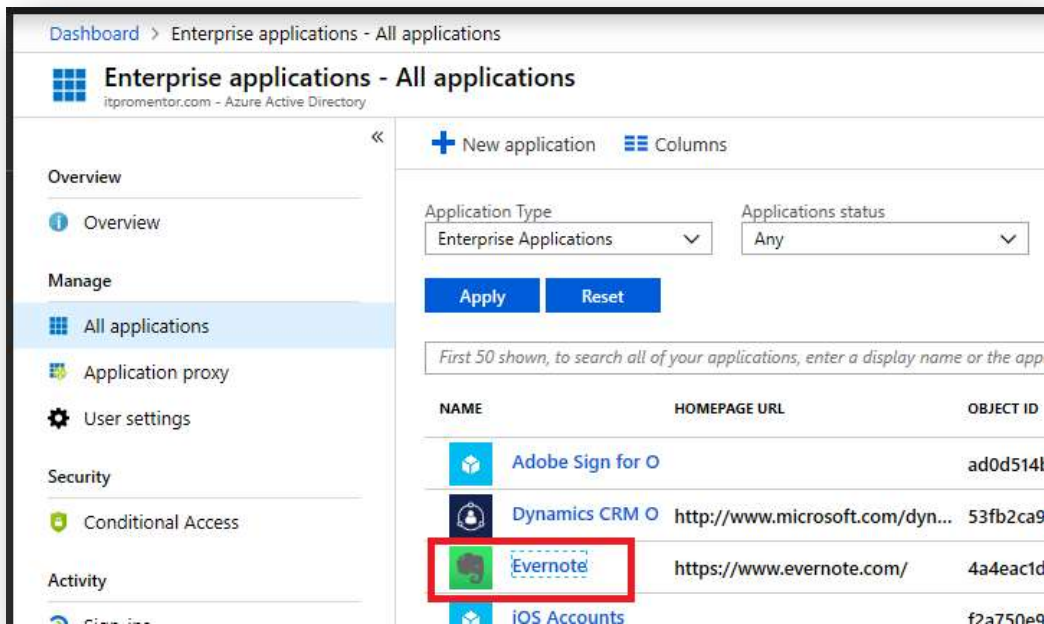 Dashboard > Enterprise applications - All applications
Enterprise applications - All applications
itpromentor.com - Azure Active Directory
«
Overview
Overview
Manage
All applications
Application proxy
User settings
Security
Conditional Access
Activity
Sign-ins
New application Columns
Application Type Applications status
Enterprise Applications Any
Apply Reset
First 50 shown, to search all of your applications, enter a display name or the app
NAME HOMEPAGE URL OBJECT ID
Adobe Sign for O ad0d514b
Dynamics CRM O http://www.microsoft.com/dyn... 53fb2ca9
Evernote https://www.evernote.com/ 4a4eac1d
iOS Accounts f2a750e9